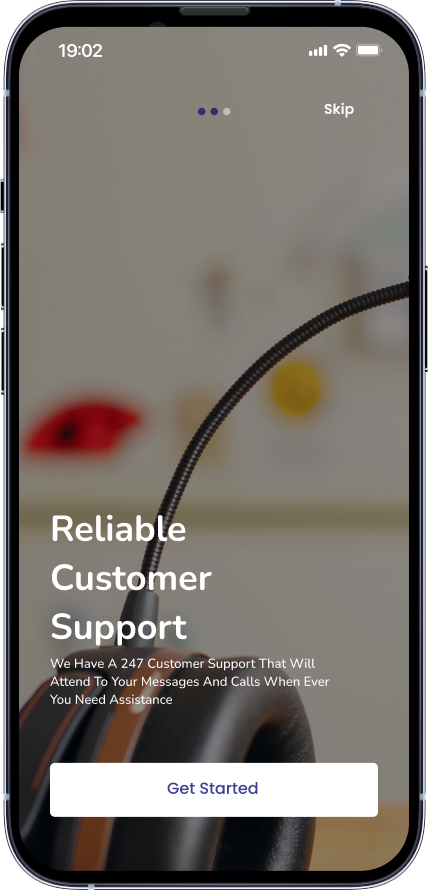 19:02
Skip
Reliable
Customer
Support
We Have A 247 Customer Support That Will
Attend To Your Messages And Calls When Ever
You Need Assistance
Get Started